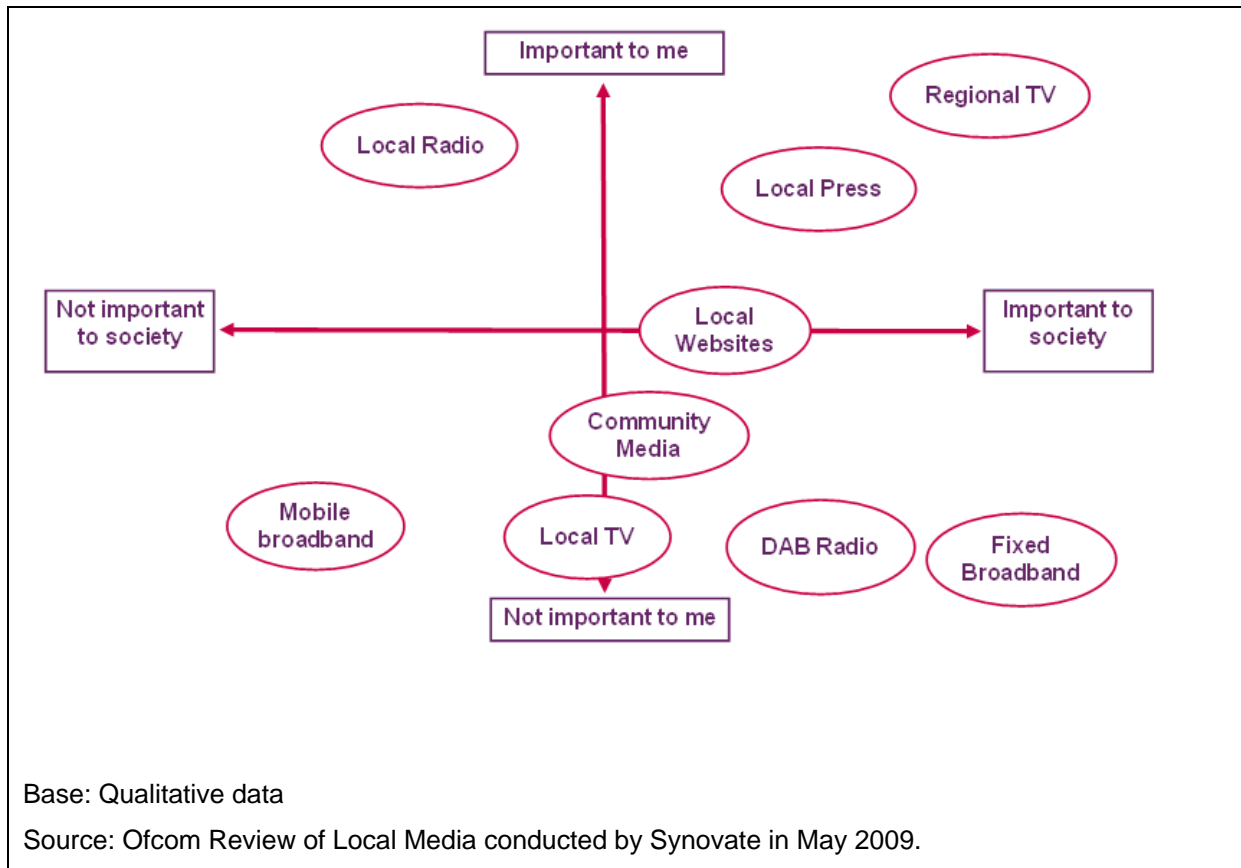 Important to me
Regional TV
Local Radio
Local Press
Not important
to society
Local
Websites
Important to
society
Community
Media
Mobile
broadband
Local TV
DAB Radio
Fixed
Broadband
Not important to me
Base: Qualitative data
Source: Ofcom Review of Local Media conducted by Synovate in May 2009.